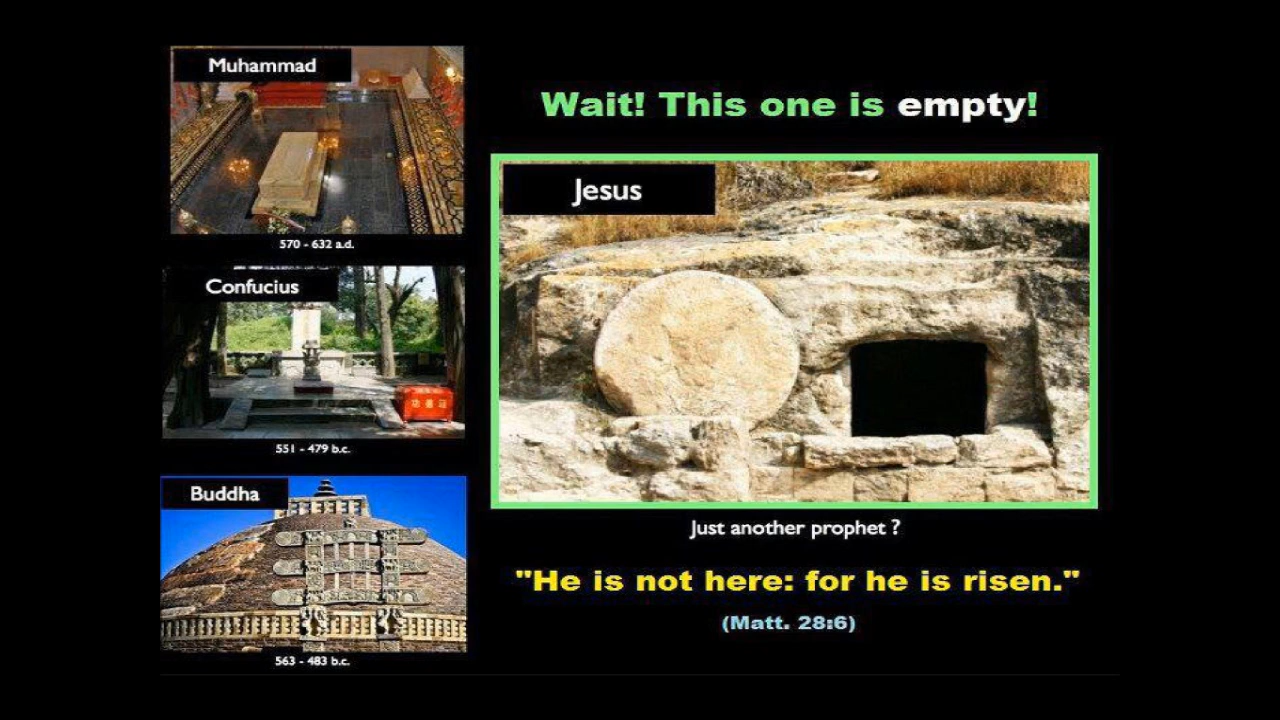 Muhammad
570 - 632 a.d.
Confucius
551 - 479 b.c.
Buddha
563 - 483 b.c.
Wait! This one is empty!
Jesus
Just another prophet ?
"He is not here: for he is risen."
(Matt. 28:6)